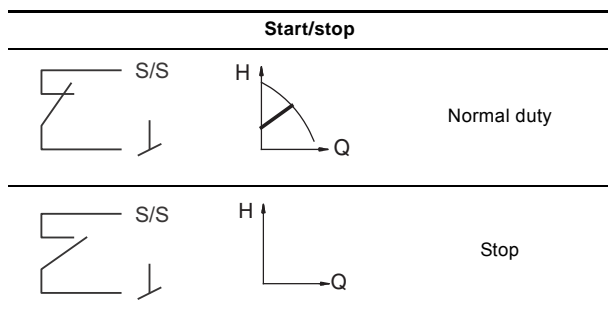 Start/stop
S/S
H
Q
Normal duty
S/S
H
Q
Stop